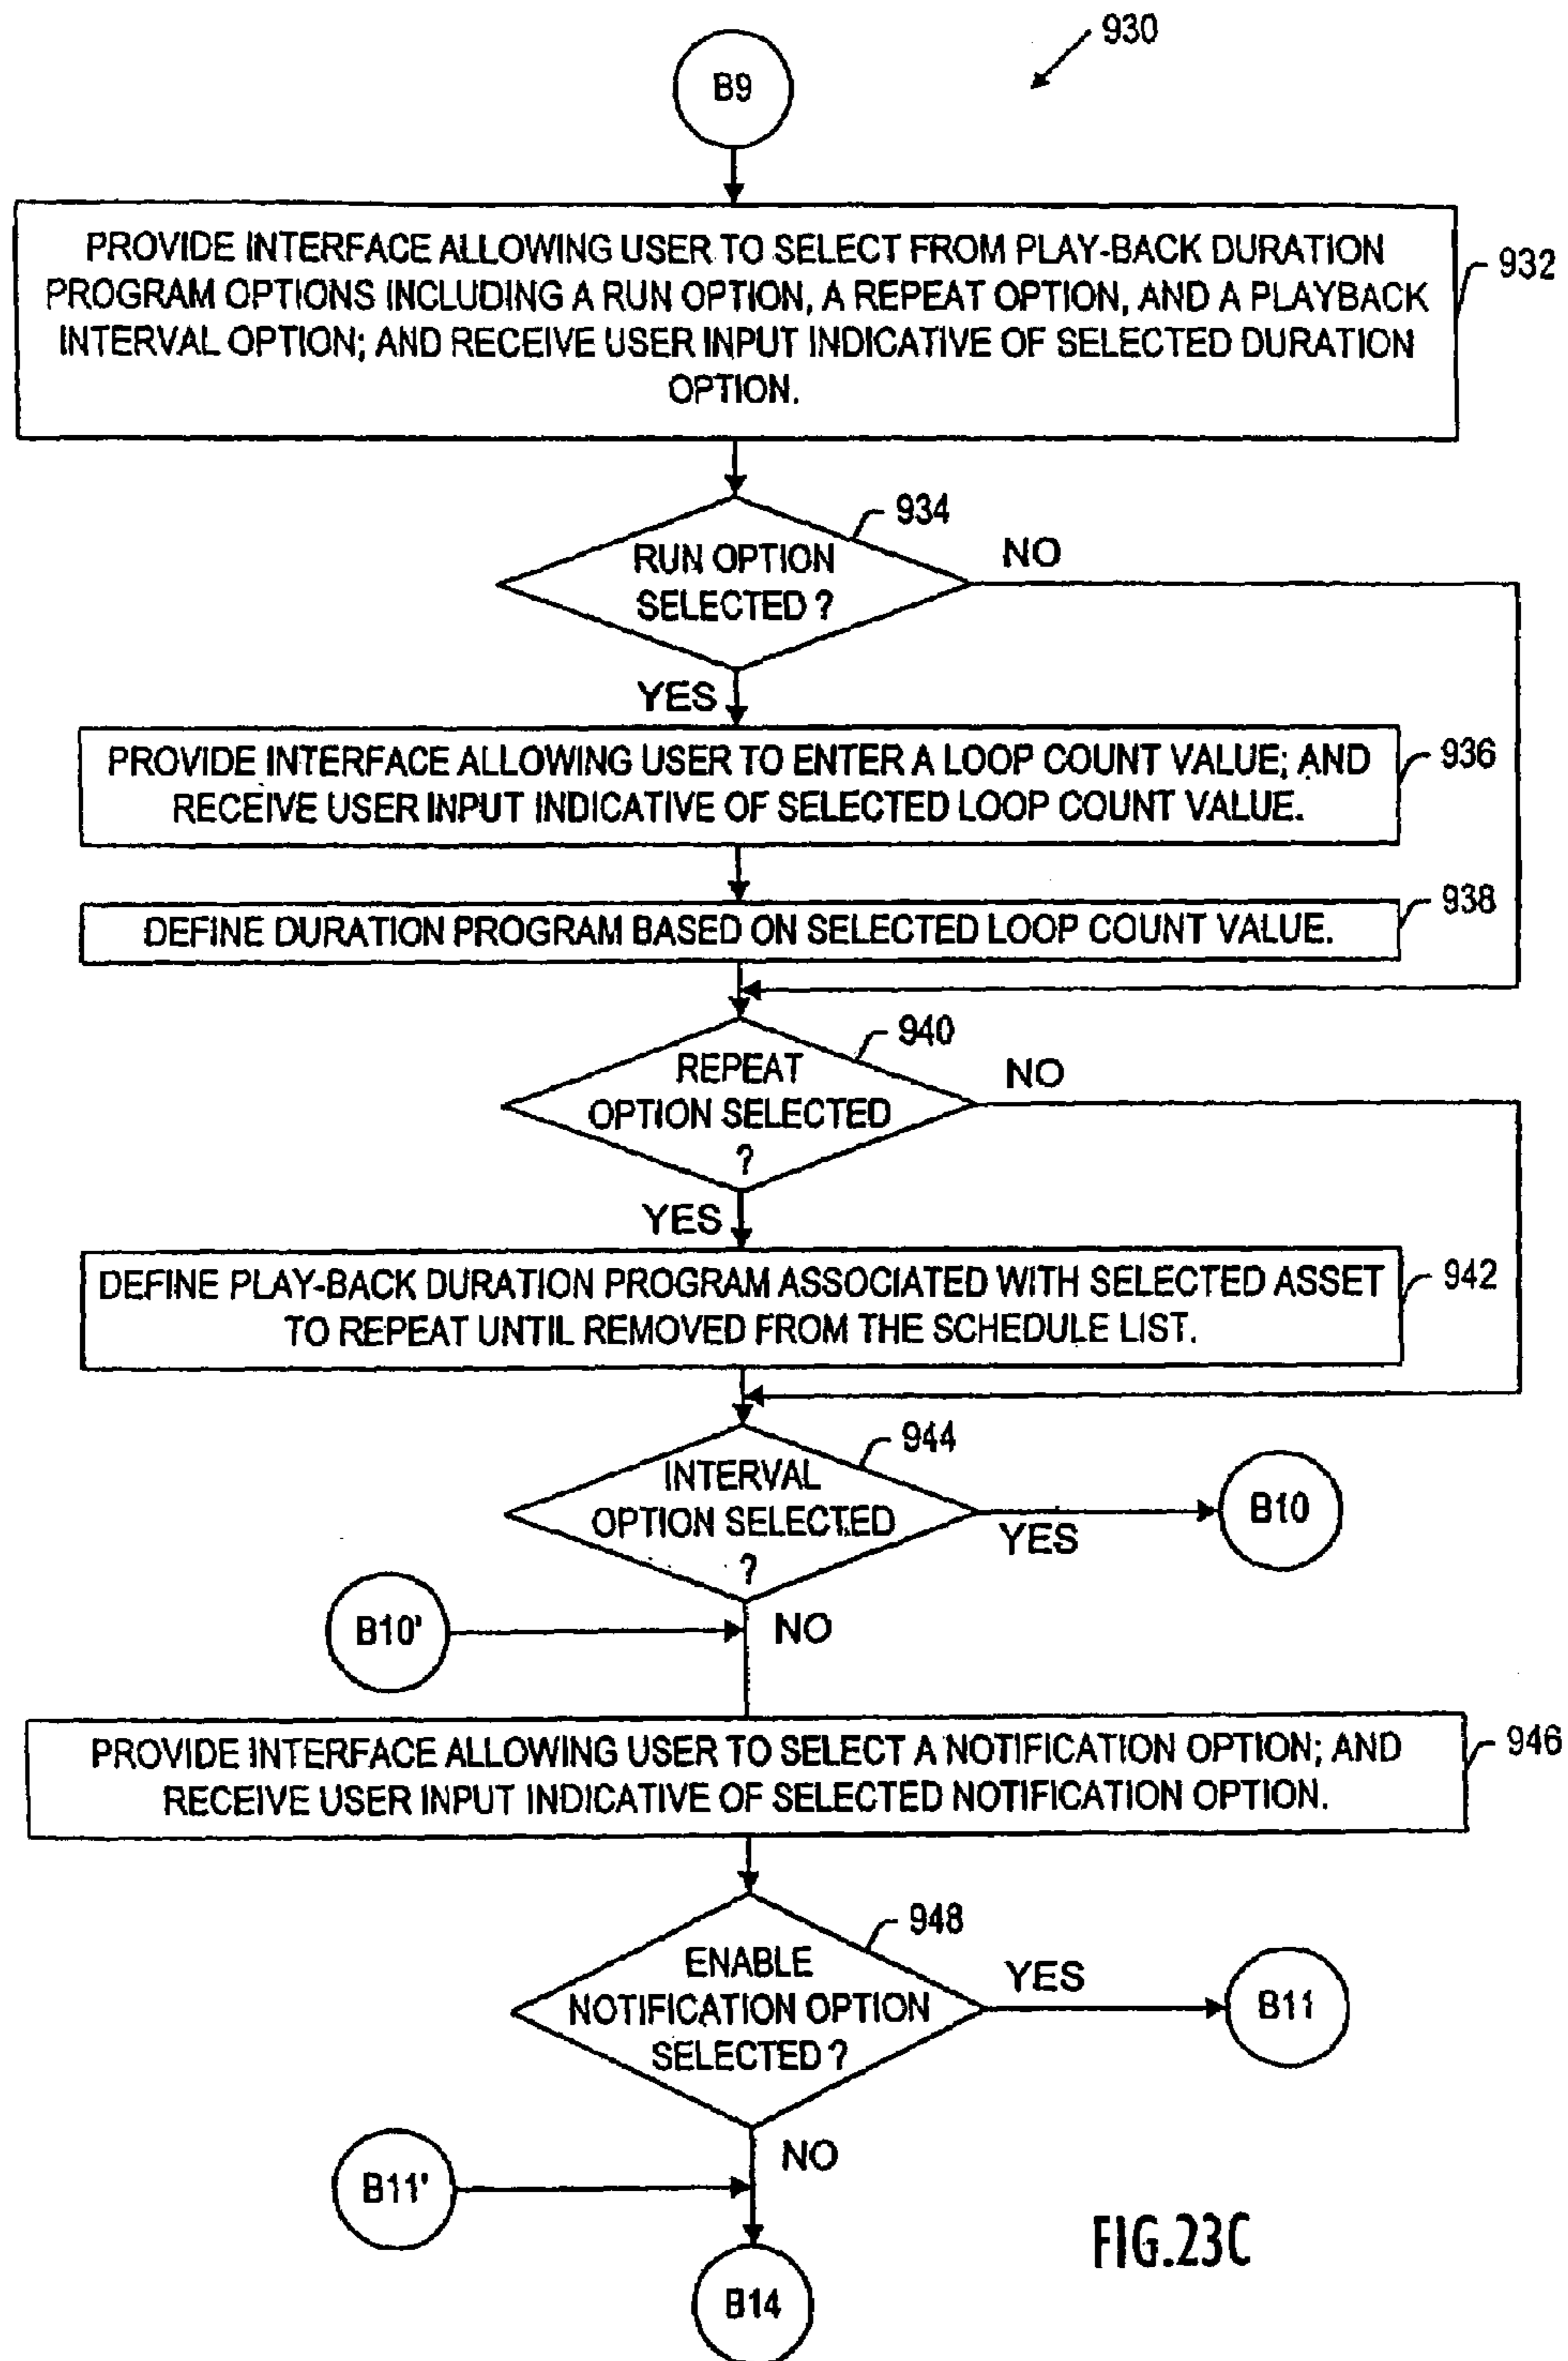 930
B9
PROVIDE INTERFACE ALLOWING USER TO SELECT FROM PLAY-BACK DURATION
PROGRAM OPTIONS INCLUDING A RUN OPTION, A REPEAT OPTION, AND A PLAYBACK
INTERVAL OPTION; AND RECEIVE USER INPUT INDICATIVE OF SELECTED DURATION
OPTION.
932
934
RUN OPTION
SELECTED ?
NO
YES
PROVIDE INTERFACE ALLOWING USER TO ENTER A LOOP COUNT VALUE; AND
RECEIVE USER INPUT INDICATIVE OF SELECTED LOOP COUNT VALUE.
936
DEFINE DURATION PROGRAM BASED ON SELECTED LOOP COUNT VALUE.
938
940
REPEAT
OPTION SELECTED
?
NO
YES
DEFINE PLAY-BACK DURATION PROGRAM ASSOCIATED WITH SELECTED ASSET
TO REPEAT UNTIL REMOVED FROM THE SCHEDULE LIST.
942
944
INTERVAL
OPTION SELECTED
?
YES
B10
B10'
NO
PROVIDE INTERFACE ALLOWING USER TO SELECT A NOTIFICATION OPTION; AND
RECEIVE USER INPUT INDICATIVE OF SELECTED NOTIFICATION OPTION.
946
948
ENABLE
NOTIFICATION OPTION
SELECTED ?
YES
B11
NO
B11'
B14
FIG.23C